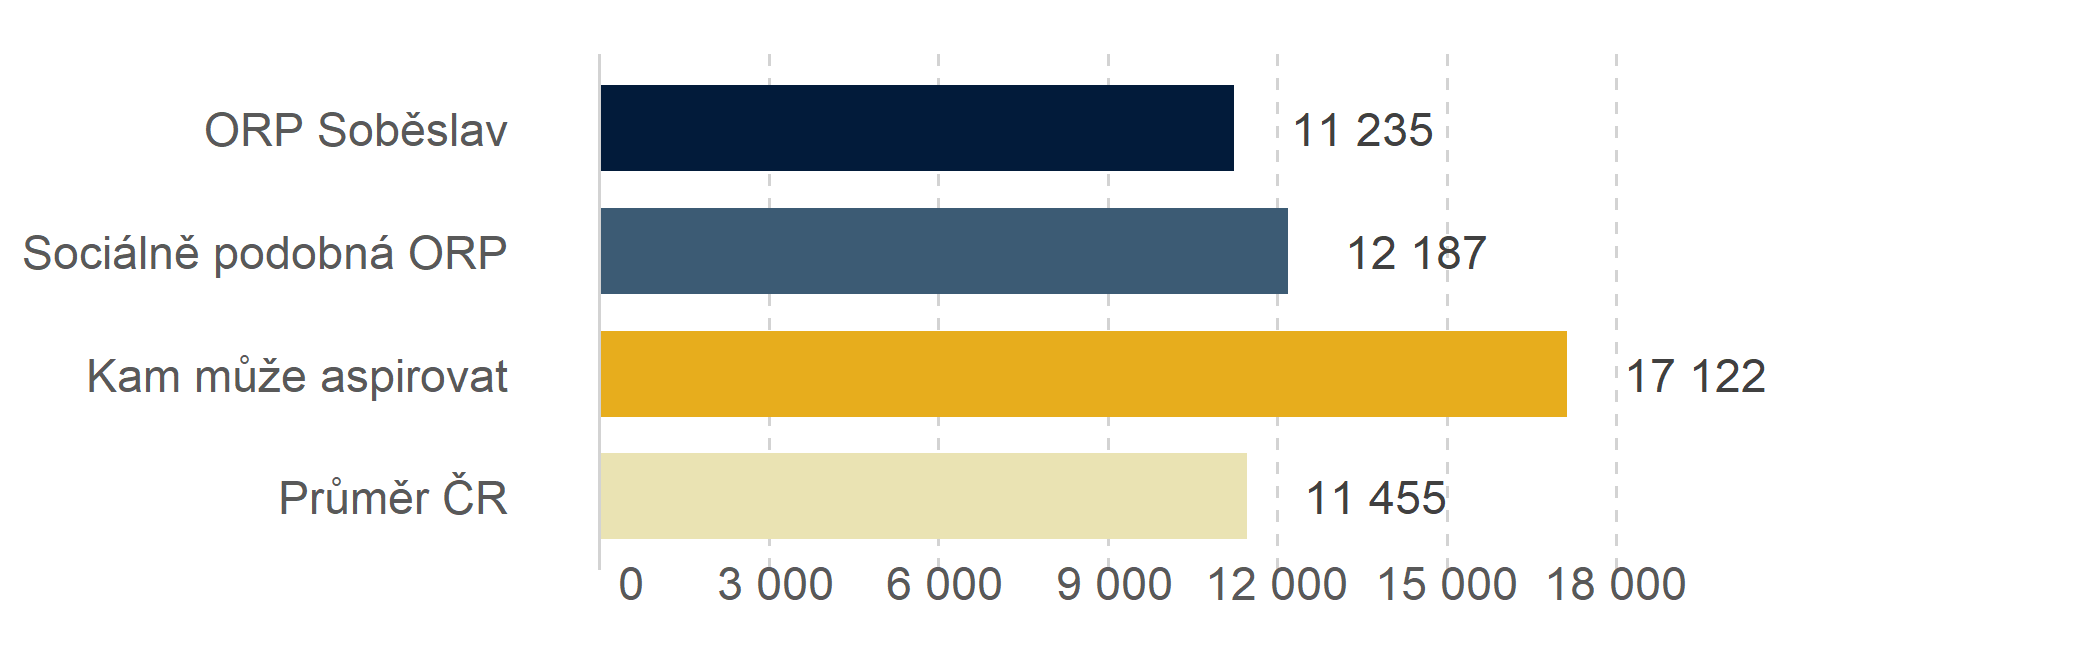 ORP Soběslav 11 235
Sociálně podobná ORP 12 187
Kam může aspirovat 17 122
Průměr ČR 11 455
0 3 000 6 000 9 000 12 000 15 000 18 000